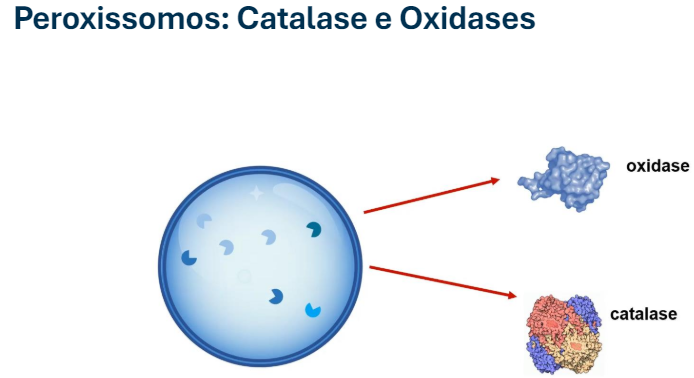 Peroxissomos: Catalase e Oxidases
oxidase
catalase